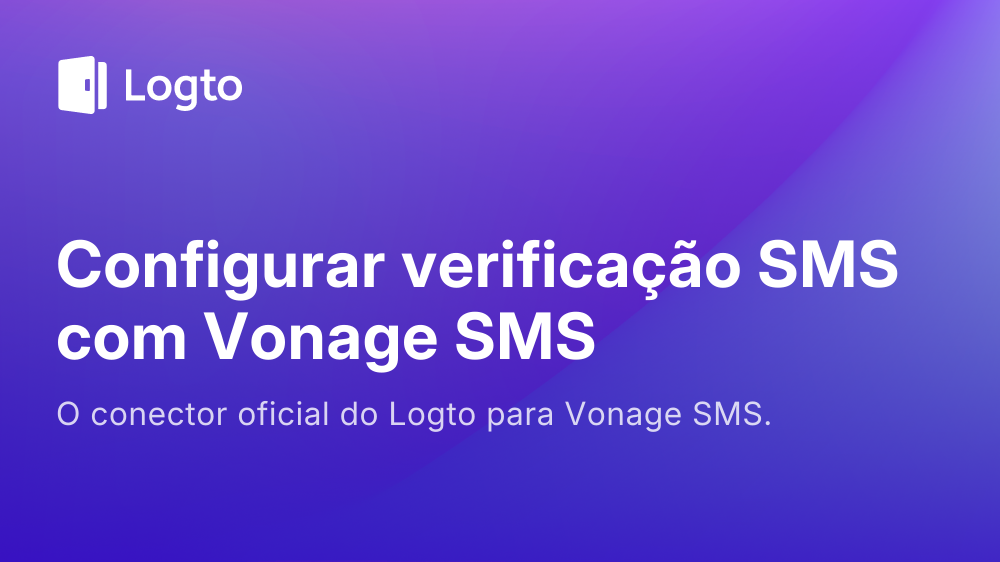 Logto
Configurar verificação SMS
com Vonage SMS
O conector oficial do Logto para Vonage SMS.